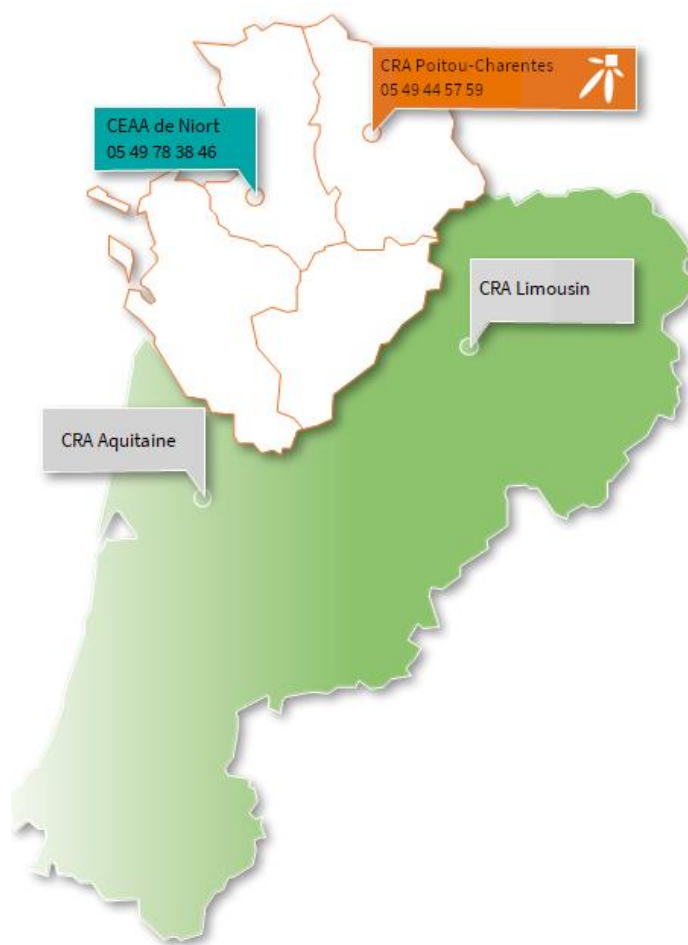 CRA Poitou-Charentes
05 49 44 57 59
CEAA de Niort
05 49 78 38 46
CRA Limousin
CRA Aquitaine